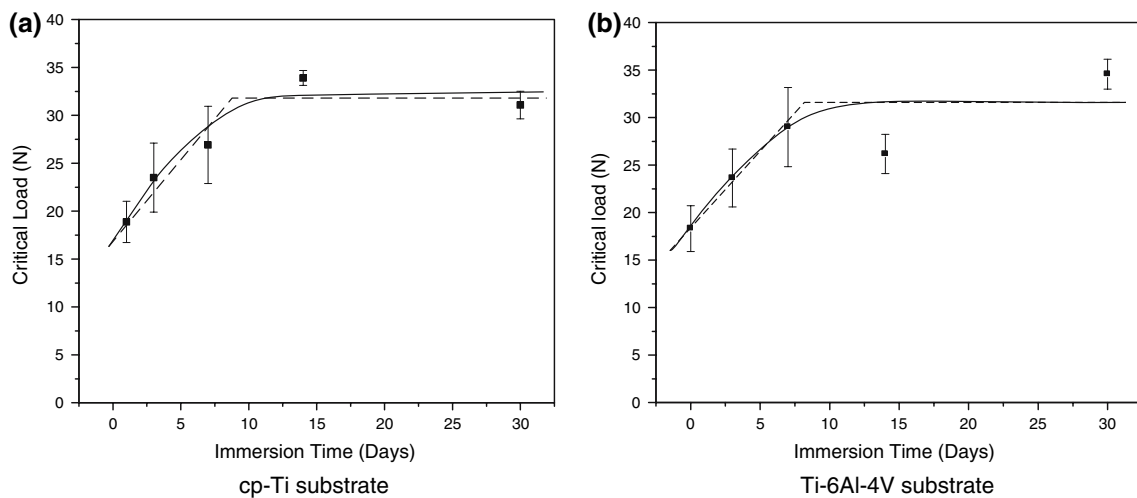 (a)
40
35
30
25
20
15
10
5
0
Critical Load (N)
0 5 10 15 20 25 30
Immersion Time (Days)
cp-Ti substrate
(b)
40
35
30
25
20
15
10
5
0
Critical load (N)
0 5 10 15 20 25 30
Immersion Time (Days)
Ti-6Al-4V substrate